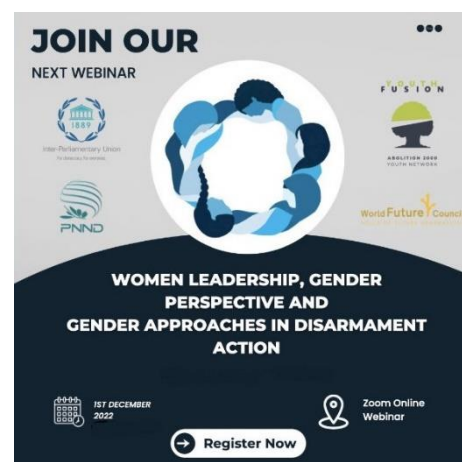 JOIN OUR
NEXT WEBINAR
1889
Inter-Parliamentary Union
PNND
YOUTH
FUSION
ABOLITION 2000
YOUTH NETWORK
World Future Council
WOMEN LEADERSHIP, GENDER
PERSPECTIVE AND
GENDER APPROACHES IN DISARMAMENT
ACTION
1ST DECEMBER
2022
Zoom Online
Webinar
Register Now